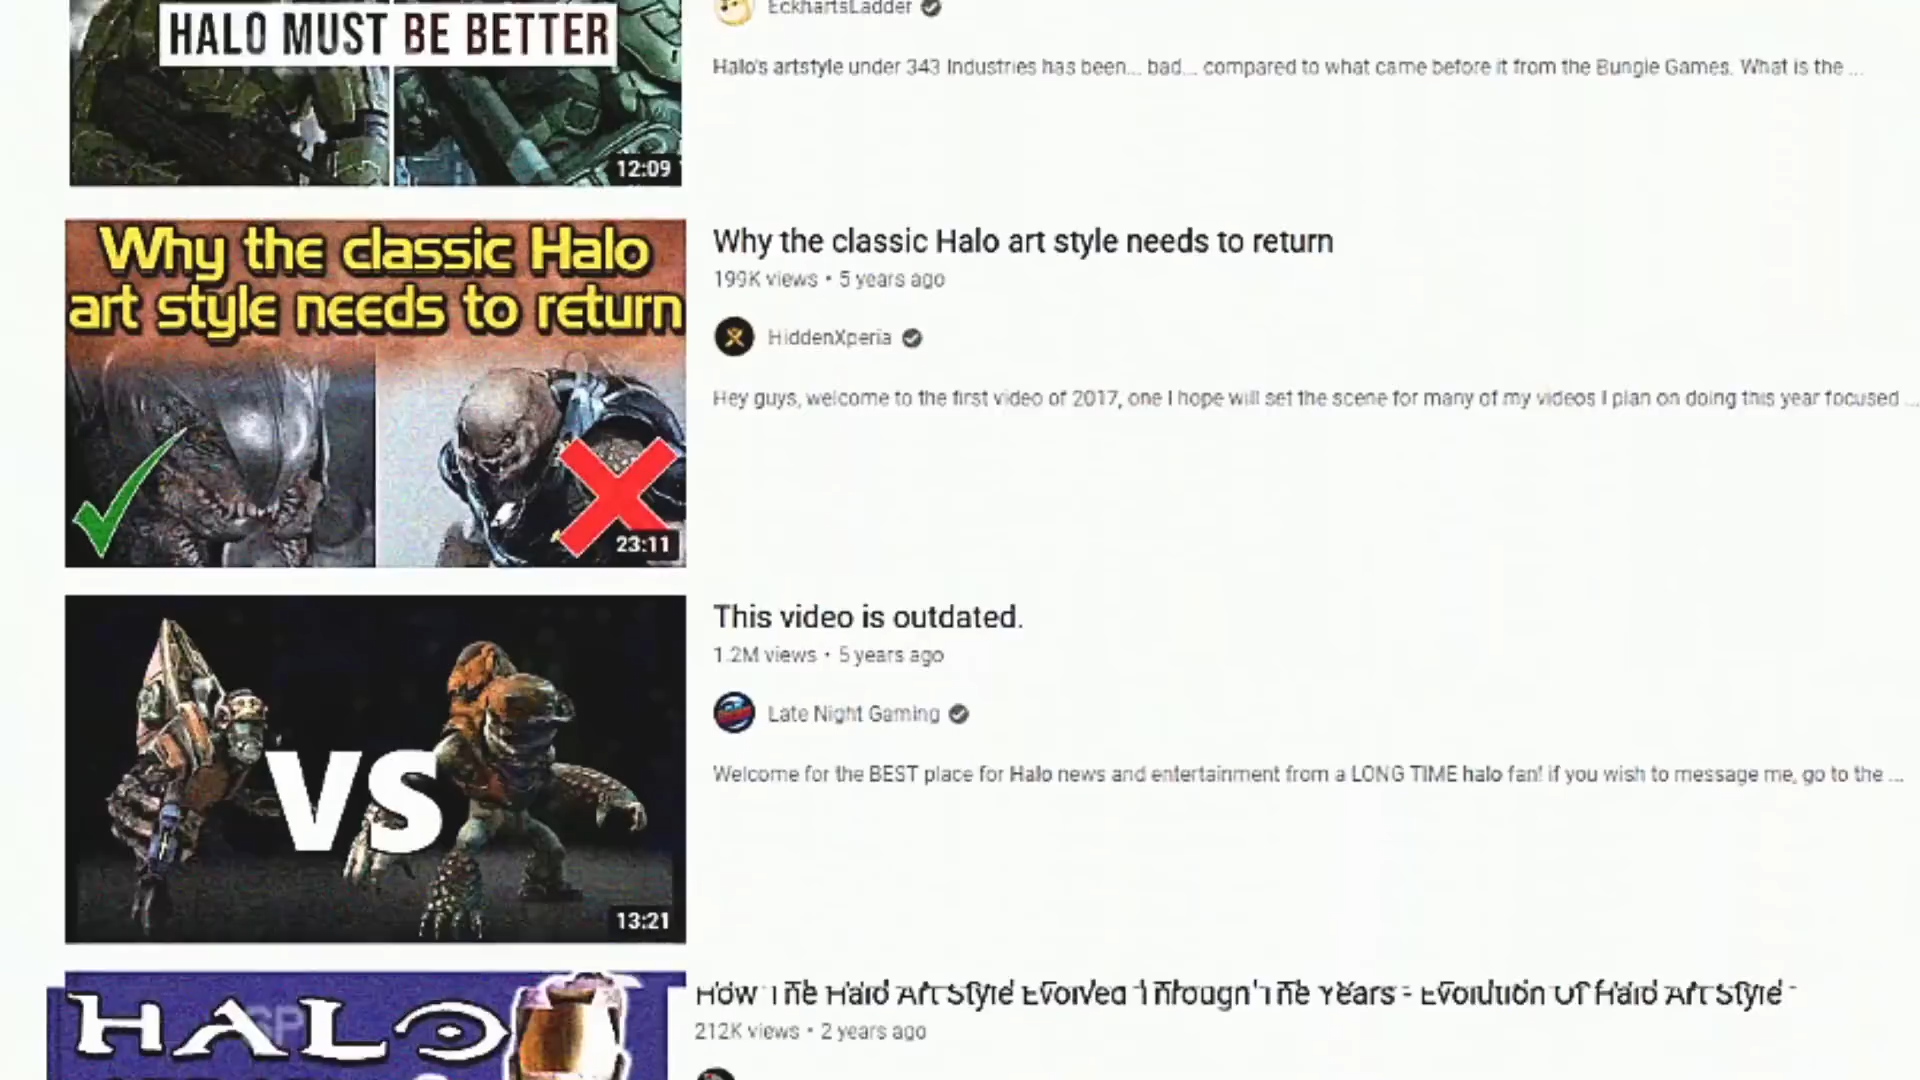 HALO MUST BE BETTER
12:09
EckhartsLadder
Halo's artstyle under 343 Industries has been... bad... compared to what came before it from the Bungie Games. What is the ...
Why the classic Halo
art style needs to return
23:11
Why the classic Halo art style needs to return
199K views • 5 years ago
HiddenXperia
Hey guys, welcome to the first video of 2017, one I hope will set the scene for many of my videos I plan on doing this year focused ...
VS
13:21
This video is outdated.
1.2M views • 5 years ago
Late Night Gaming
Welcome for the BEST place for Halo news and entertainment from a LONG TIME halo fan! if you wish to message me, go to the ...
HALO
How The Halo Art Style Evolved Through The Years - Evolution Of Halo Art Style
212K views • 2 years ago